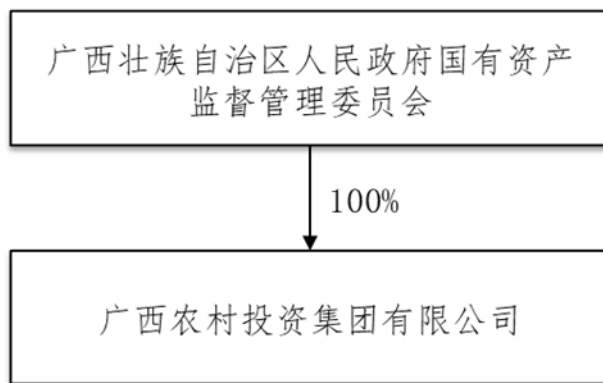 广西壮族自治区人民政府国有资产
监督管理委员会
100%
广西农村投资集团有限公司